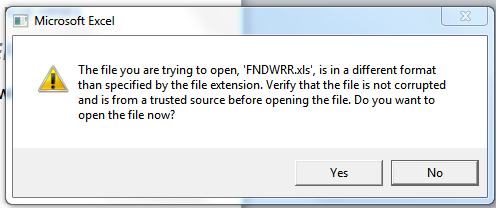 Microsoft Excel
The file you are trying to open, 'FNDWRR.xls', is in a different format
than specified by the file extension. Verify that the file is not corrupted
and is from a trusted source before opening the file. Do you want to
open the file now?
Yes No